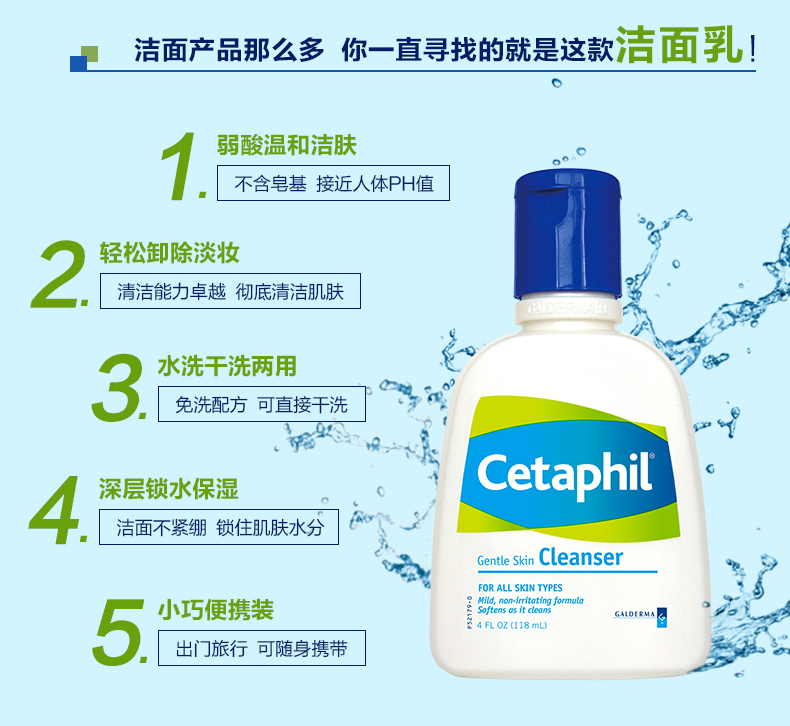 洁面产品那么多 你一直寻找的就是这款洁面乳!
1.
弱酸温和洁肤
不含皂基 接近人体PH值
2.
轻松卸除淡妆
清洁能力卓越 彻底清洁肌肤
3.
水洗干洗两用
免洗配方 可直接干洗
4.
深层锁水保湿
洁面不紧绷 锁住肌肤水分
5.
小巧便携装
出门旅行 可随身携带
GALDERMA
Cetaphil®
Gentle Skin Cleanser
FOR ALL SKIN TYPES
Mild, non-irritating formula
Softens as it cleans
4 FL OZ (118 mL)
P52179-0
GALDERMA